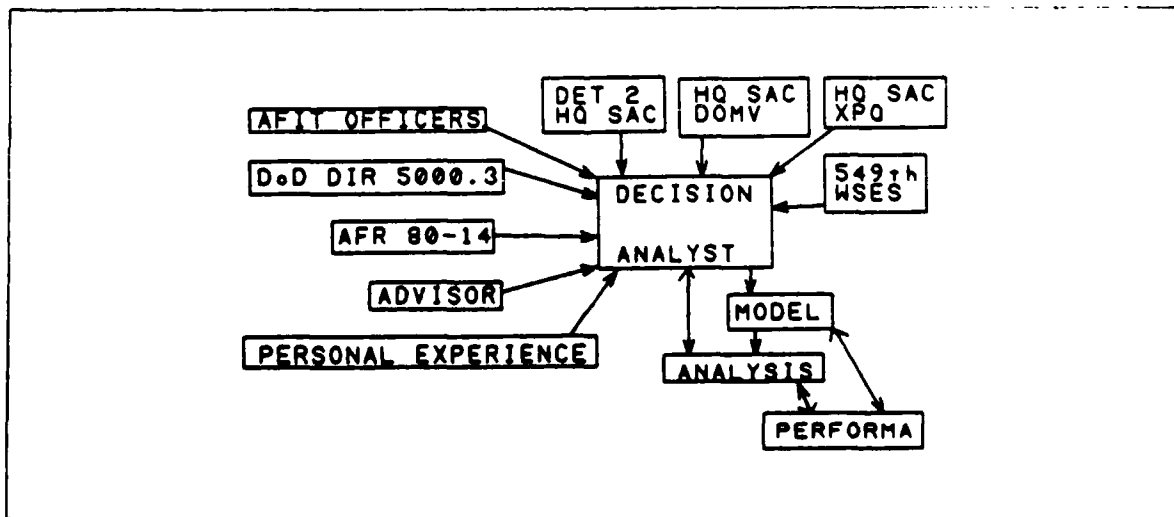 DET 2
HQ SAC
HQ SAC
DOMV
HQ SAC
XPQ
AFIT OFFICERS
DoD DIR 5000.3
549th
WSES
DECISION
ANALYST
AFR 80-14
ADVISOR
MODEL
PERSONAL EXPERIENCE
ANALYSIS
PERFORMA